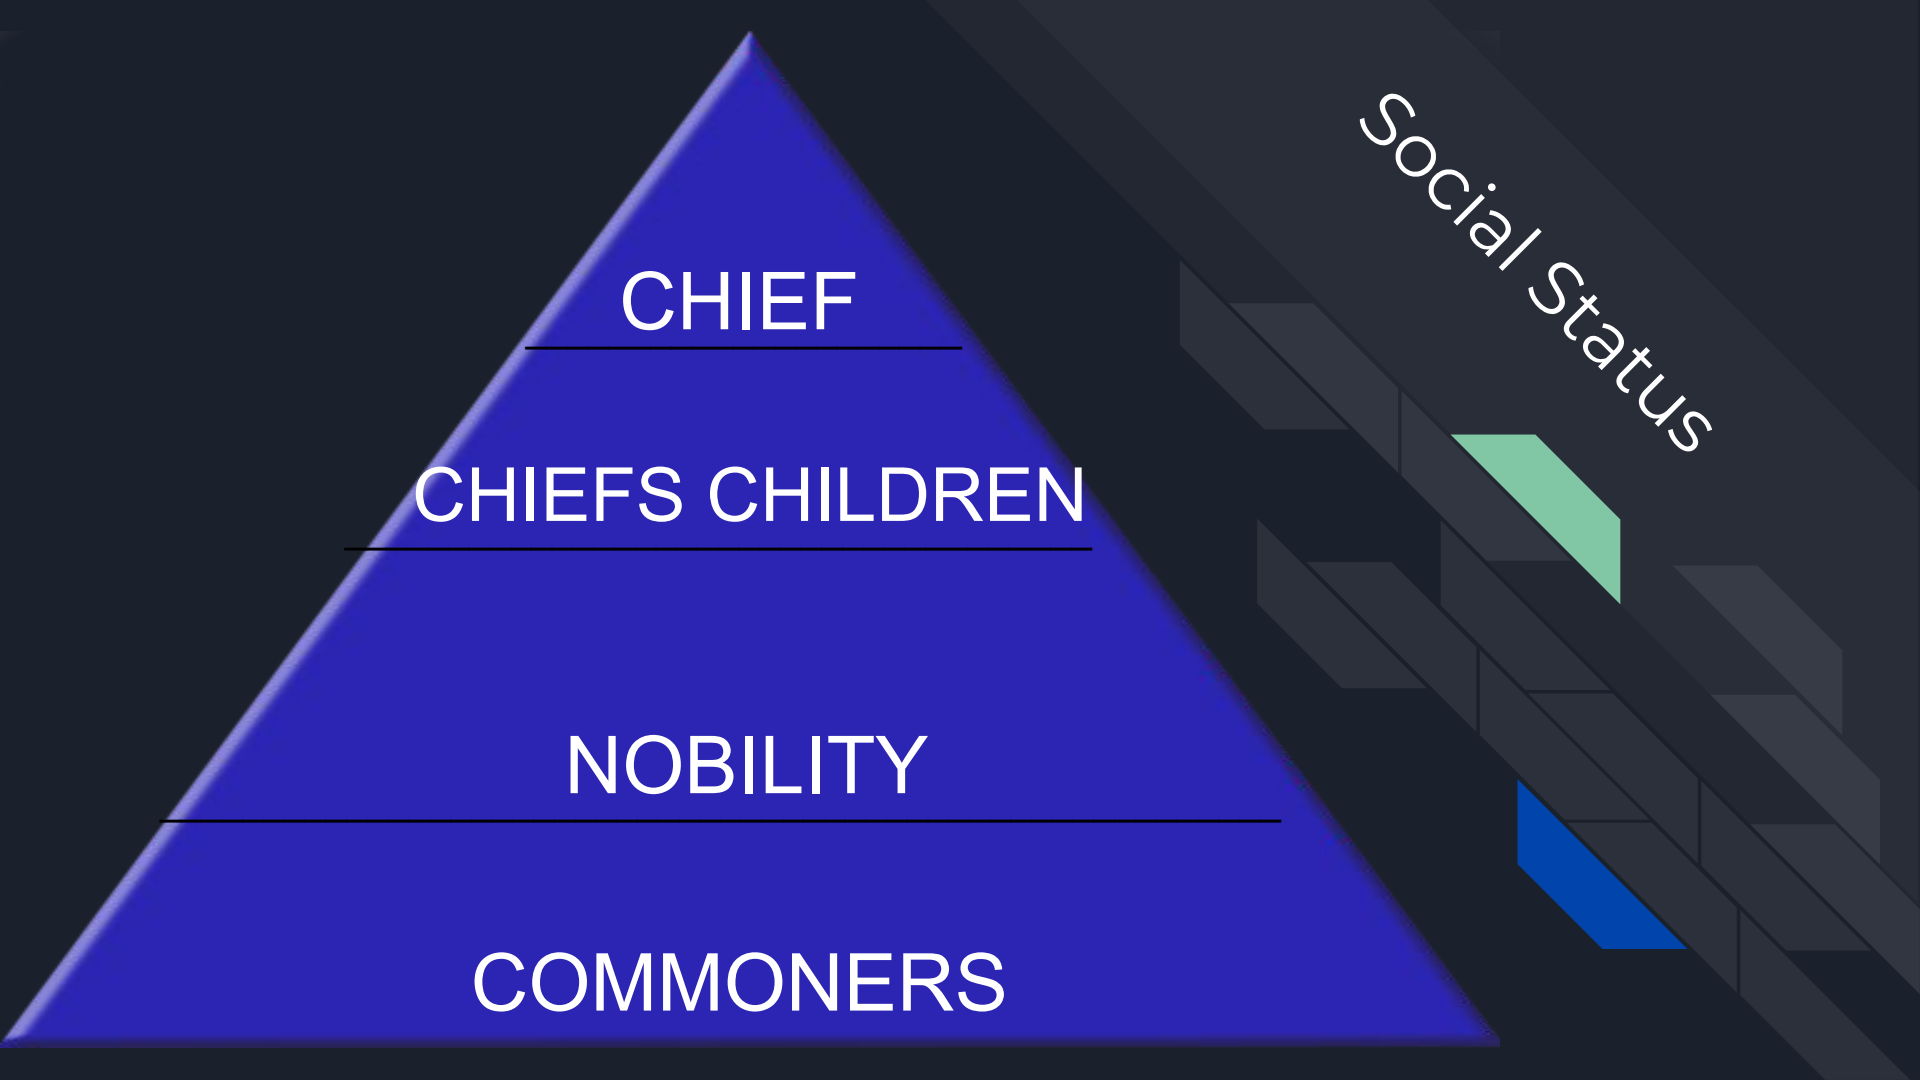 Social Status
CHIEF
CHIEFS CHILDREN
NOBILITY
COMMONERS